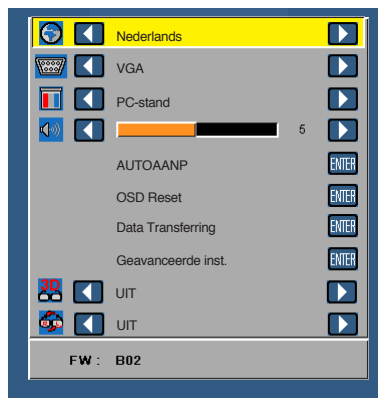 Nederlands
VGA
PC-stand
5
AUTOAANP ENTER
OSD Reset ENTER
Data Transferring ENTER
Geavanceerde inst. ENTER
3D UIT
UIT
FW : B02